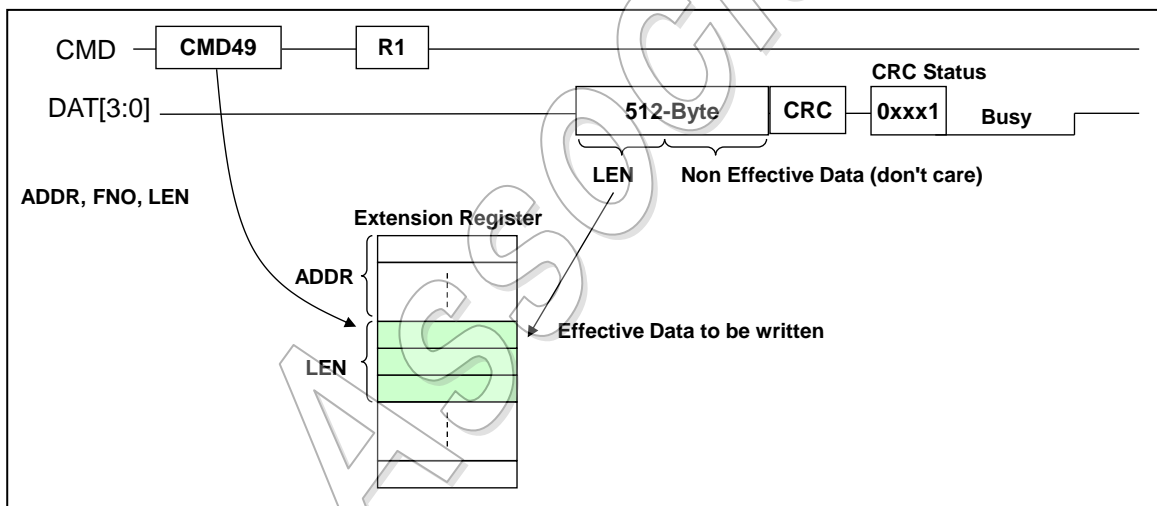 CMD CMD49 R1
CRC Status
DAT[3:0] 512-Byte CRC 0xxx1 Busy
LEN Non Effective Data (don't care)
ADDR, FNO, LEN
Extension Register
ADDR
Effective Data to be written
LEN